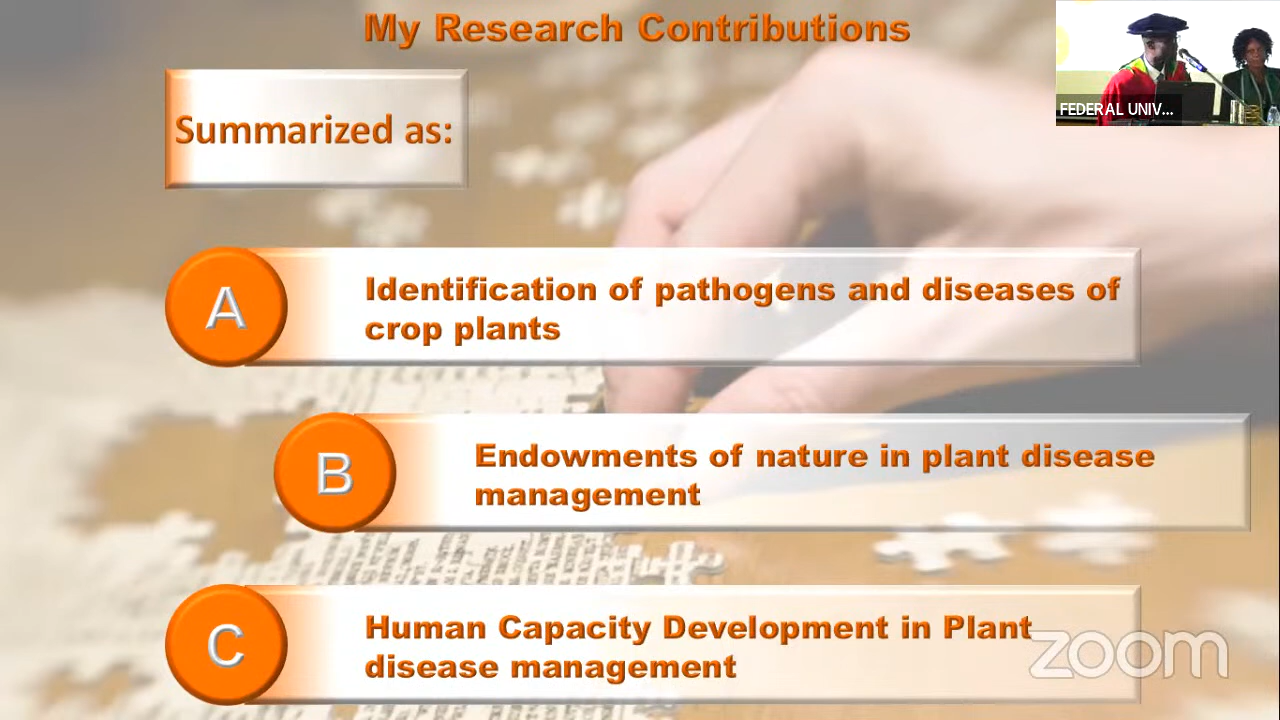 My Research Contributions
FEDERAL UNIV...
Summarized as:
A
Identification of pathogens and diseases of
crop plants
B
Endowments of nature in plant disease
management
C
Human Capacity Development in Plant
disease management
zoom